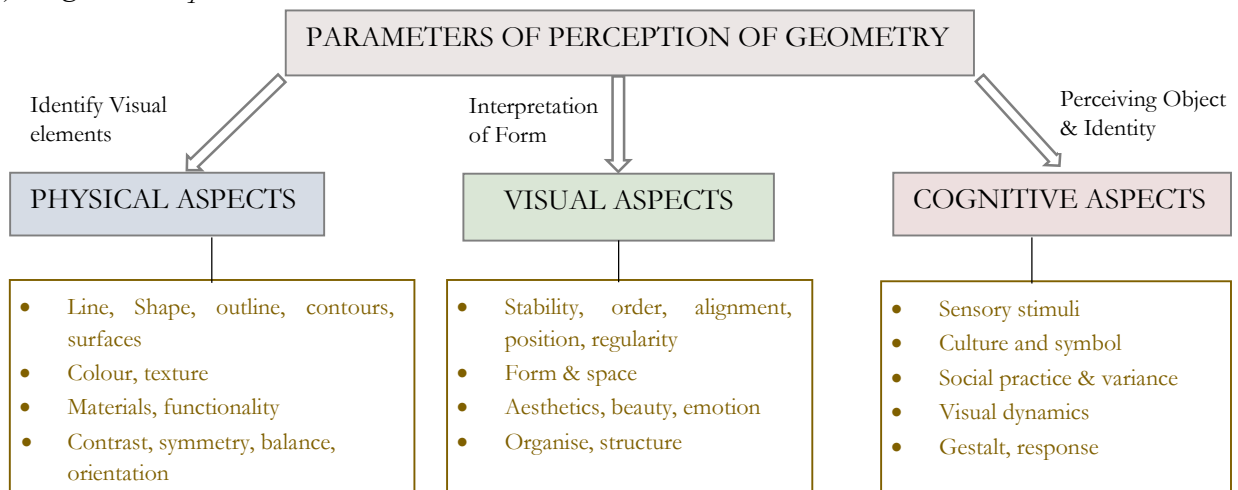 PARAMETERS OF PERCEPTION OF GEOMETRY
Identify Visual
elements
Interpretation
of Form
Perceiving Object
& Identity
PHYSICAL ASPECTS
VISUAL ASPECTS
COGNITIVE ASPECTS
• Line, Shape, outline, contours,
surfaces
• Colour, texture
• Materials, functionality
• Contrast, symmetry, balance,
orientation
• Stability, order, alignment,
position, regularity
• Form & space
• Aesthetics, beauty, emotion
• Organise, structure
• Sensory stimuli
• Culture and symbol
• Social practice & variance
• Visual dynamics
• Gestalt, response